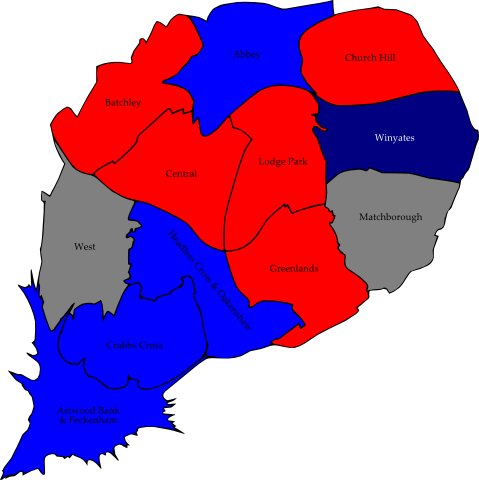 Abbey
Church Hill
Batchley
Winyates
Lodge Park
Central
Matchborough
West
Headless Cross & Oakenshaw
Greenlands
Crabbs Cross
Astwood Bank
& Feckenham